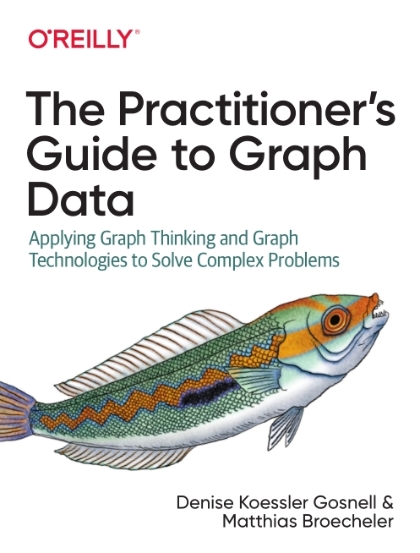 O'REILLY®
The Practitioner's
Guide to Graph
Data
Applying Graph Thinking and Graph
Technologies to Solve Complex Problems
Denise Koessler Gosnell &
Matthias Broecheler